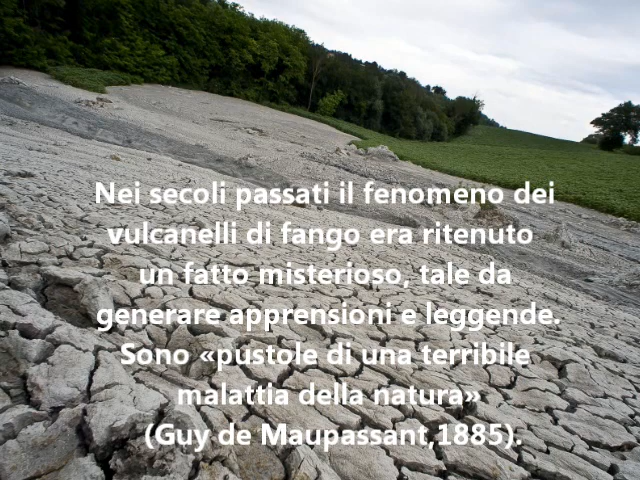 Nei secoli passati il fenomeno dei
vulcanelli di fango era ritenuto
un fatto misterioso, tale da
generare apprensioni e leggende.
Sono «pustole di una terribile
malattia della natura»
(Guy de Maupassant,1885).